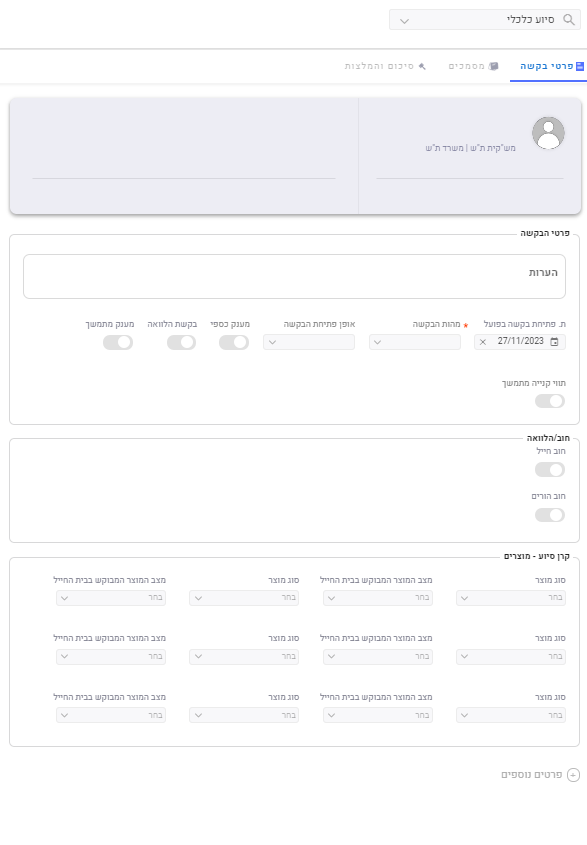 סיוע כלכלי
פרטי בקשה מסמכים סיכום והמלצות
מש"קית ת"ש | משרד ת"ש
פרטי הבקשה
הערות
ת. פתיחת בקשה בפועל * מהות הבקשה אופן פתיחת הבקשה מענק כספי בקשת הלוואה מענק מתמשך
27/11/2023
תווי קנייה מתמשך
חוב/הלוואה
חוב חייל
חוב הורים
קרן סיוע - מוצרים
סוג מוצר מצב המוצר המבוקש בבית החייל סוג מוצר מצב המוצר המבוקש בבית החייל
בחר בחר בחר בחר
סוג מוצר מצב המוצר המבוקש בבית החייל סוג מוצר מצב המוצר המבוקש בבית החייל
בחר בחר בחר בחר
סוג מוצר מצב המוצר המבוקש בבית החייל סוג מוצר מצב המוצר המבוקש בבית החייל
בחר בחר בחר בחר
פרטים נוספים